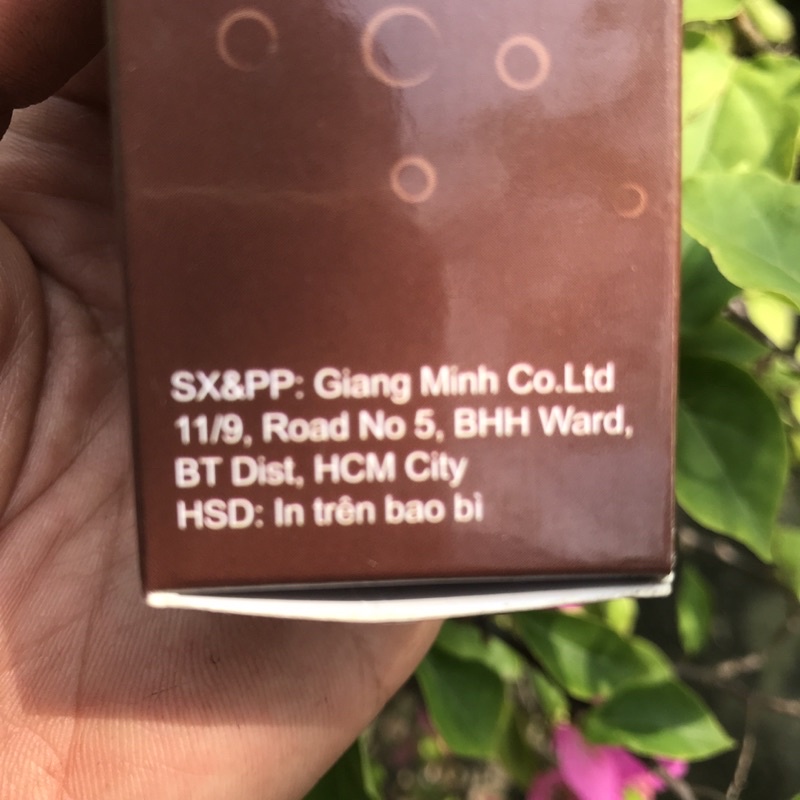 SX&PP: Giang Minh Co.Ltd
11/9, Road No 5, BHH Ward,
BT Dist, HCM City
HSD: In trên bao bì